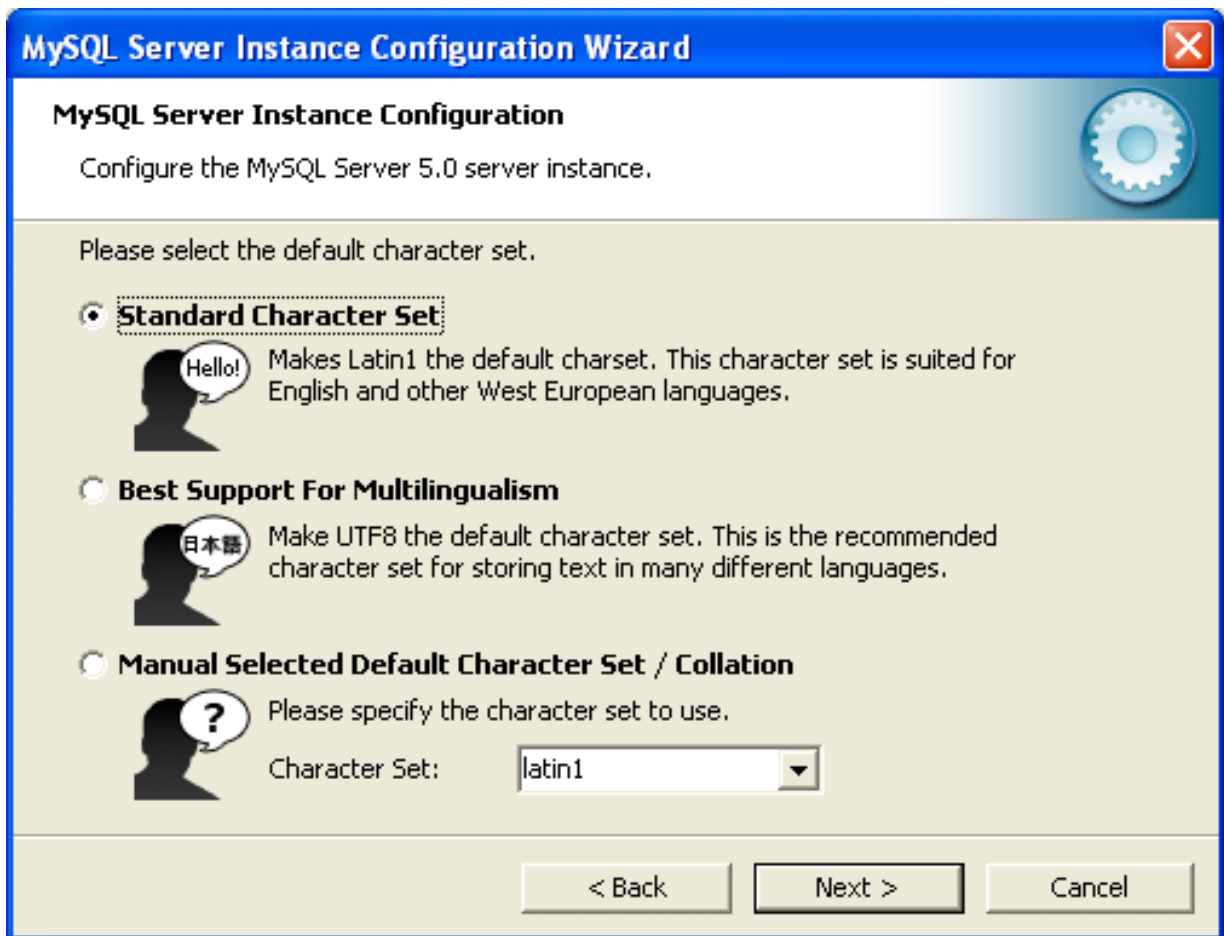 MySQL Server Instance Configuration Wizard
MySQL Server Instance Configuration
Configure the MySQL Server 5.0 server instance.
Please select the default character set.
Standard Character Set
Hello!
Makes Latin1 the default charset. This character set is suited for
English and other West European languages.
Best Support For Multilingualism
日本語
Make UTF8 the default character set. This is the recommended
character set for storing text in many different languages.
Manual Selected Default Character Set / Collation
?
Please specify the character set to use.
Character Set: latin1
< Back Next > Cancel